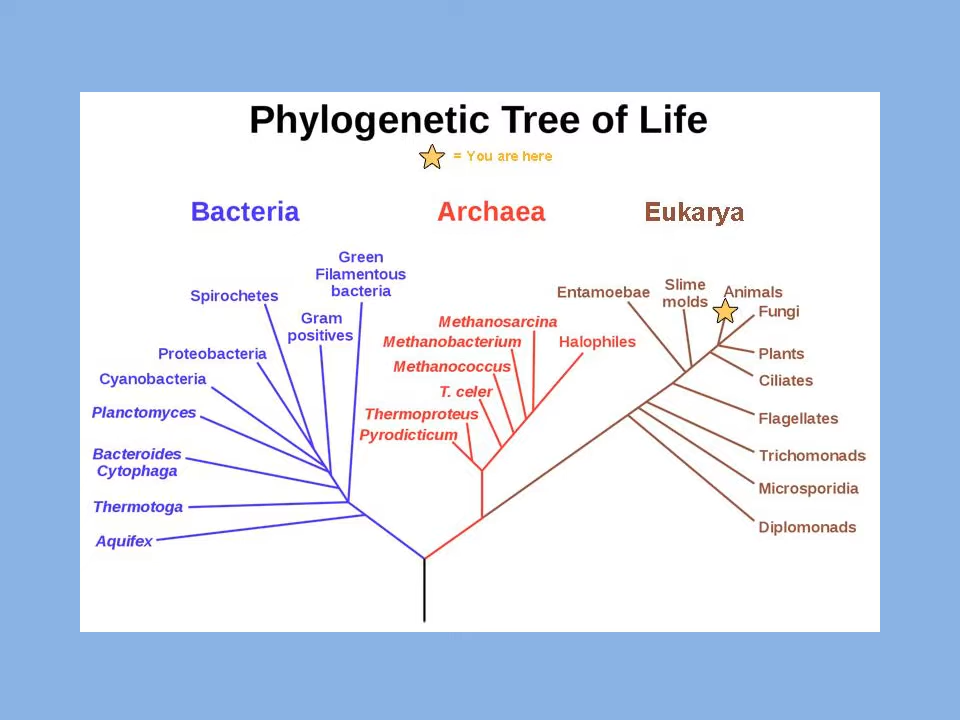 Phylogenetic Tree of Life
= You are here
Bacteria
Archaea
Eukarya
Green
Filamentous
bacteria
Spirochetes
Gram
positives
Proteobacteria
Cyanobacteria
Planctomyces
Bacteroides
Cytophaga
Thermotoga
Aquifex
Methanosarcina
Methanobacterium
Halophiles
Methanococcus
T. celer
Thermoproteus
Pyrodicticum
Entamoebae
Slime
molds
Animals
Fungi
Plants
Ciliates
Flagellates
Trichomonads
Microsporidia
Diplomonads